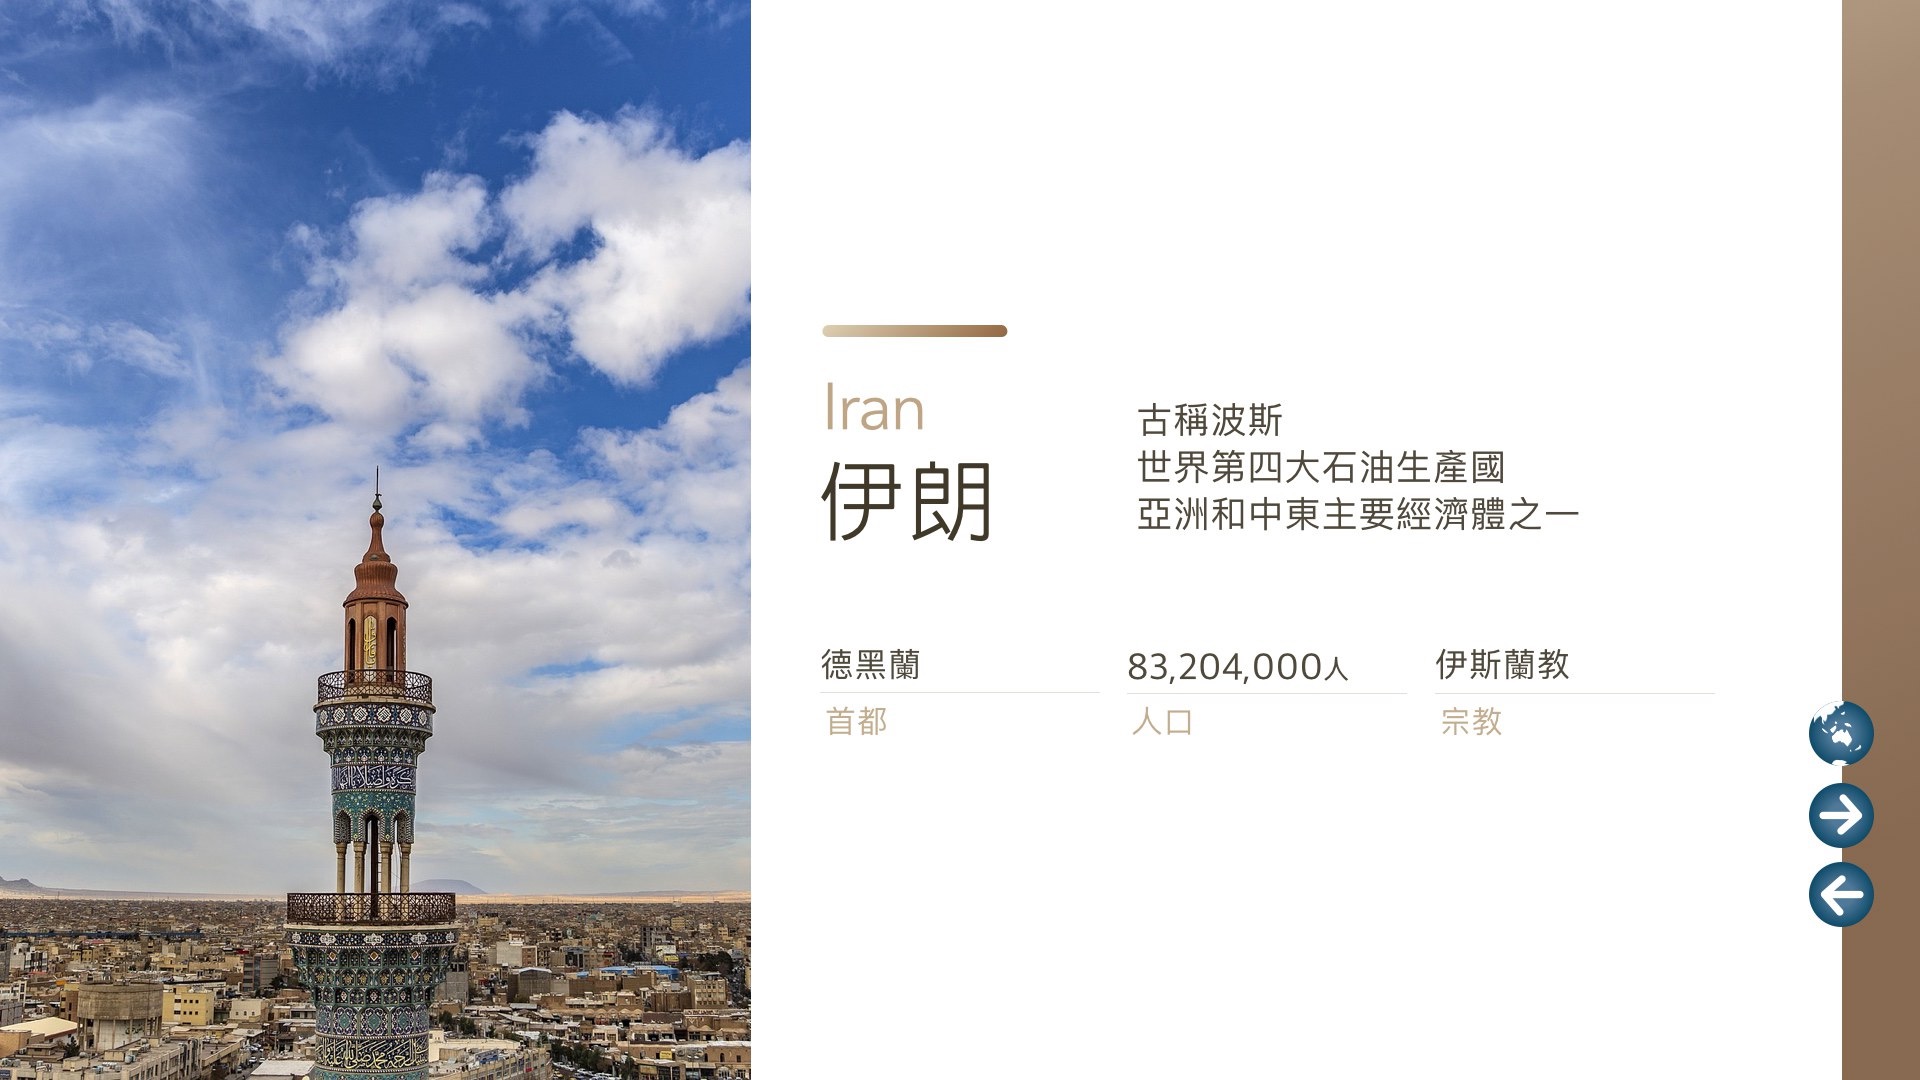 Iran
伊朗
古稱波斯
世界第四大石油生產國
亞洲和中東主要經濟體之一
德黑蘭
首都
83,204,000人
人口
伊斯蘭教
宗教